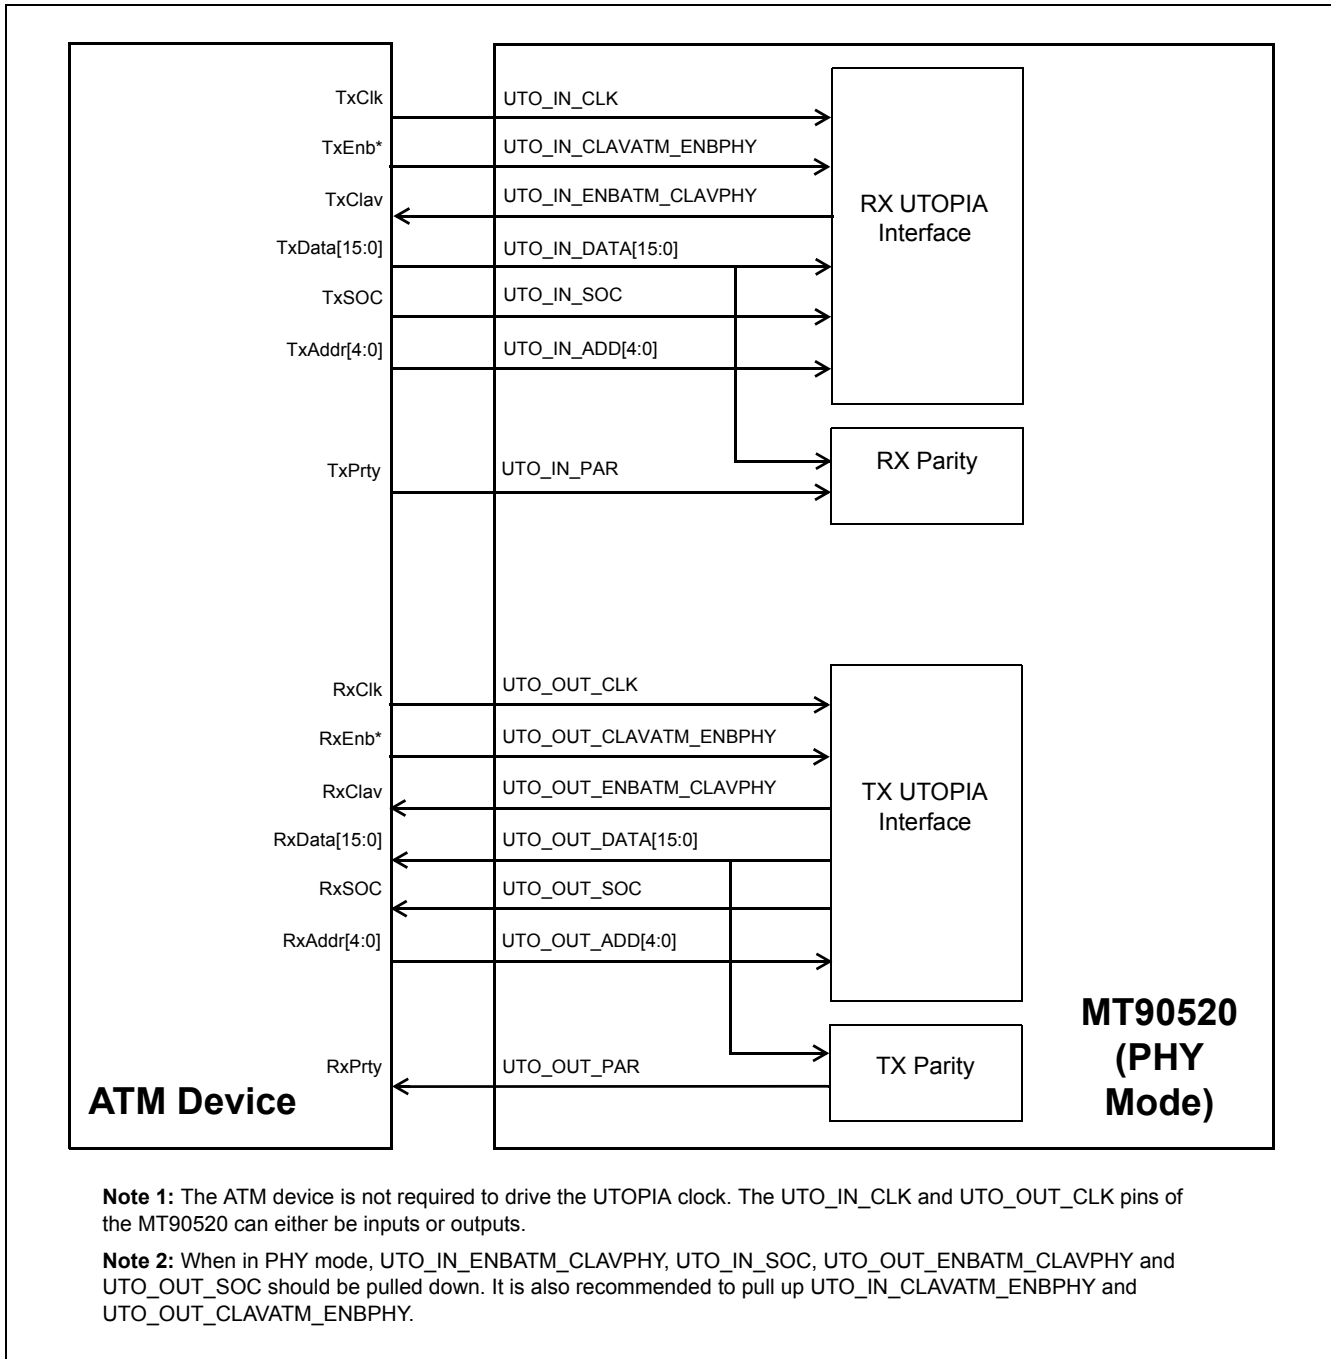 TxClk
UTO_IN_CLK
TxEnb*
UTO_IN_CLAVATM_ENBPHY
TxClav
UTO_IN_ENBATM_CLAVPHY
RX UTOPIA
Interface
TxData[15:0]
UTO_IN_DATA[15:0]
TxSOC
UTO_IN_SOC
TxAddr[4:0]
UTO_IN_ADD[4:0]
TxPrty
UTO_IN_PAR
RX Parity
RxClk
UTO_OUT_CLK
RxEnb*
UTO_OUT_CLAVATM_ENBPHY
RxClav
UTO_OUT_ENBATM_CLAVPHY
TX UTOPIA
Interface
RxData[15:0]
UTO_OUT_DATA[15:0]
RxSOC
UTO_OUT_SOC
RxAddr[4:0]
UTO_OUT_ADD[4:0]
RxPrty
UTO_OUT_PAR
TX Parity
ATM Device
MT90520
(PHY
Mode)
Note 1: The ATM device is not required to drive the UTOPIA clock. The UTO_IN_CLK and UTO_OUT_CLK pins of
the MT90520 can either be inputs or outputs.
Note 2: When in PHY mode, UTO_IN_ENBATM_CLAVPHY, UTO_IN_SOC, UTO_OUT_ENBATM_CLAVPHY and
UTO_OUT_SOC should be pulled down. It is also recommended to pull up UTO_IN_CLAVATM_ENBPHY and
UTO_OUT_CLAVATM_ENBPHY.